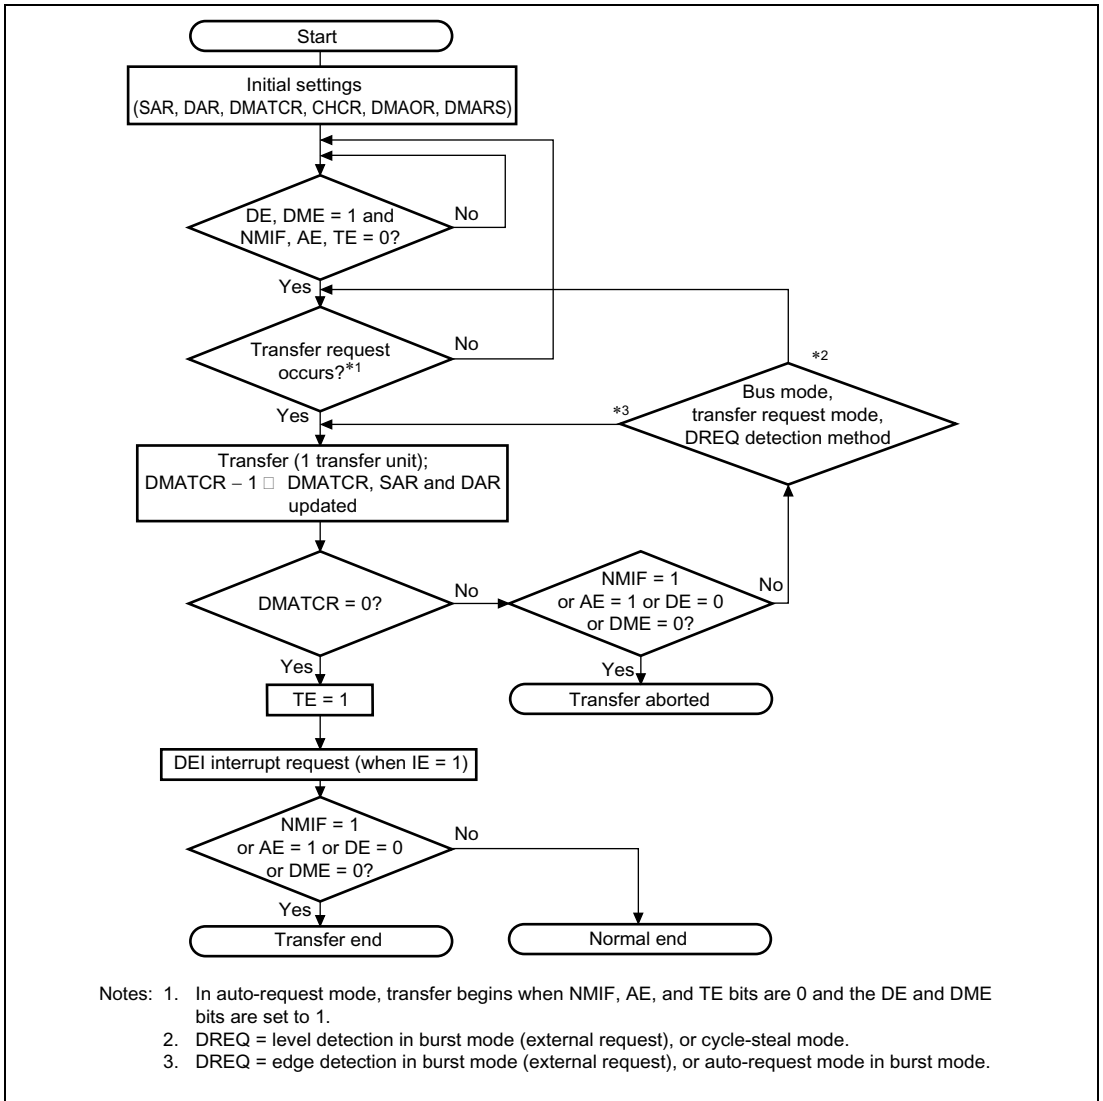 Start
Initial settings
(SAR, DAR, DMATCR, CHCR, DMAOR, DMARS)
DE, DME = 1 and
NMIF, AE, TE = 0?
No
Yes
Transfer request
occurs?*1
No
Yes
*2
Bus mode,
transfer request mode,
DREQ detection method
*3
Transfer (1 transfer unit);
DMATCR – 1 □ DMATCR, SAR and DAR
updated
DMATCR = 0?
No
NMIF = 1
or AE = 1 or DE = 0
or DME = 0?
No
Yes
Yes
TE = 1
Transfer aborted
DEI interrupt request (when IE = 1)
NMIF = 1
or AE = 1 or DE = 0
or DME = 0?
No
Yes
Transfer end
Normal end
Notes: 1. In auto-request mode, transfer begins when NMIF, AE, and TE bits are 0 and the DE and DME
bits are set to 1.
2. DREQ = level detection in burst mode (external request), or cycle-steal mode.
3. DREQ = edge detection in burst mode (external request), or auto-request mode in burst mode.